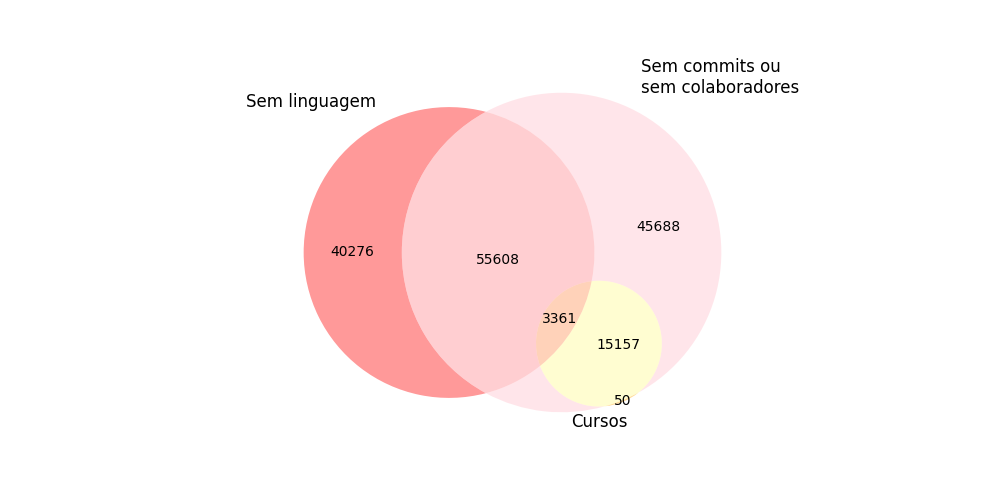 Sem commits ou
sem colaboradores
Sem linguagem
45688
40276
55608
3361
15157
50
Cursos